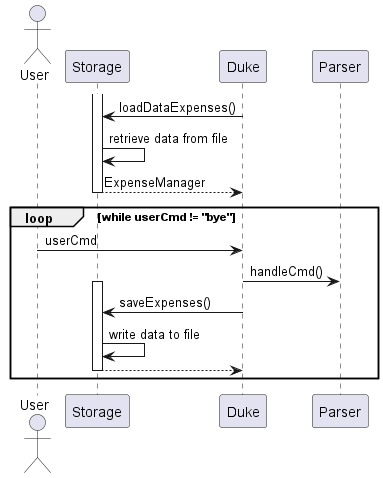 User
Storage Duke Parser
loadDataExpenses()
retrieve data from file
ExpenseManager
loop [while userCmd != "bye"]
userCmd
handleCmd()
saveExpenses()
write data to file
User
Storage Duke Parser